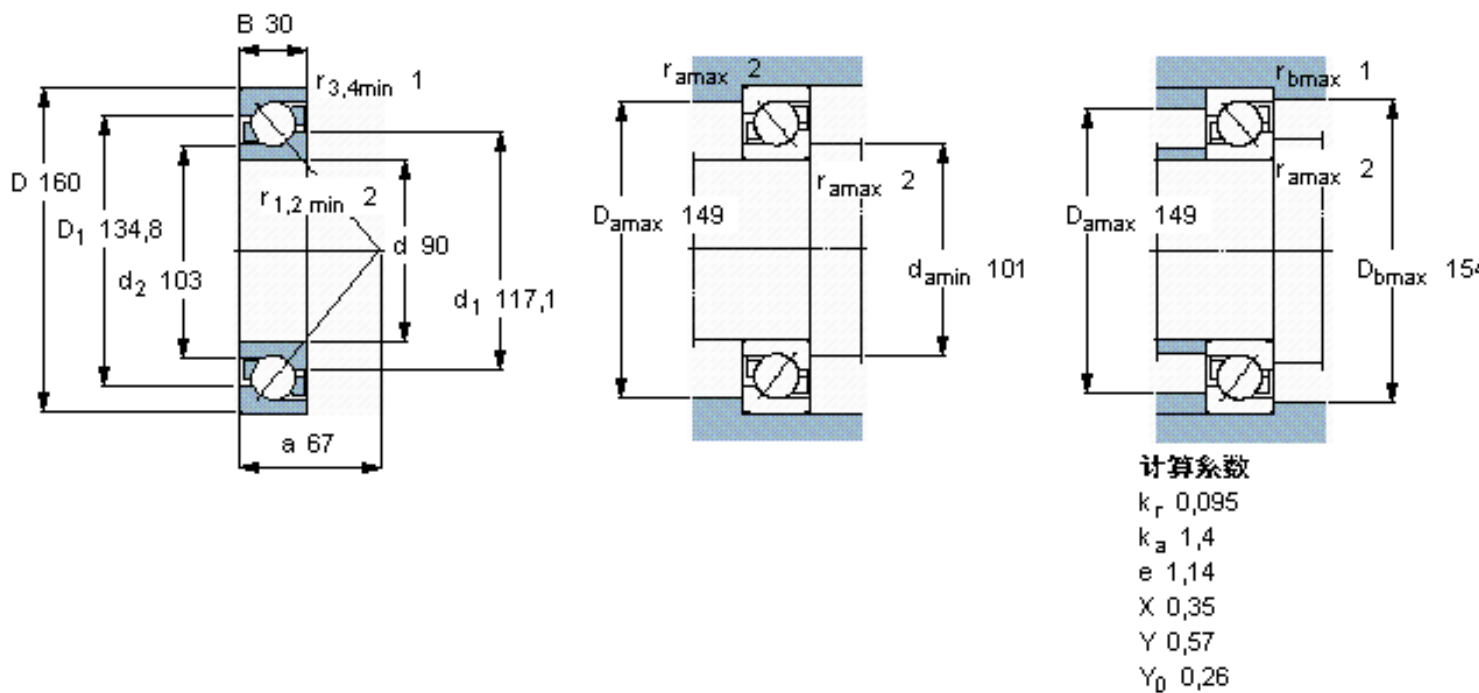 B 30
r3,4min 1
D 160
D1 134,8
d2 103
r1,2 min 2
d 90
d1 117,1
a 67
ramax 2
ramax 2
Damax 149
damin 101
rbmax 1
ramax 2
Damax 149
Dbmax 154
计算系数
kr 0,095
ka 1,4
e 1,14
X 0,35
Y 0,57
Y0 0,26